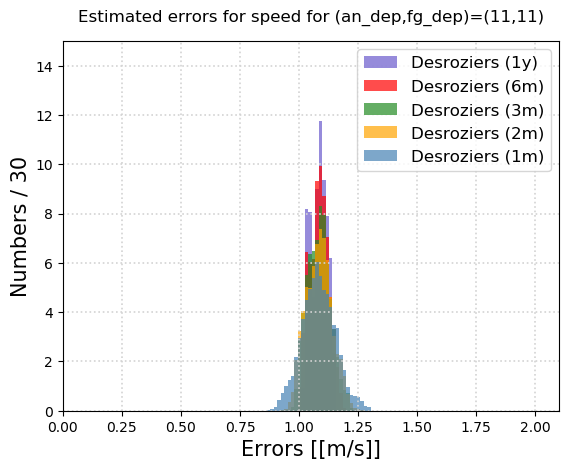 Estimated errors for speed for (an_dep,fg_dep)=(11,11)
Desroziers (1y)
Desroziers (6m)
Desroziers (3m)
Desroziers (2m)
Desroziers (1m)
Numbers / 30
14
12
10
8
6
4
2
0
0.00 0.25 0.50 0.75 1.00 1.25 1.50 1.75 2.00
Errors [[m/s]]